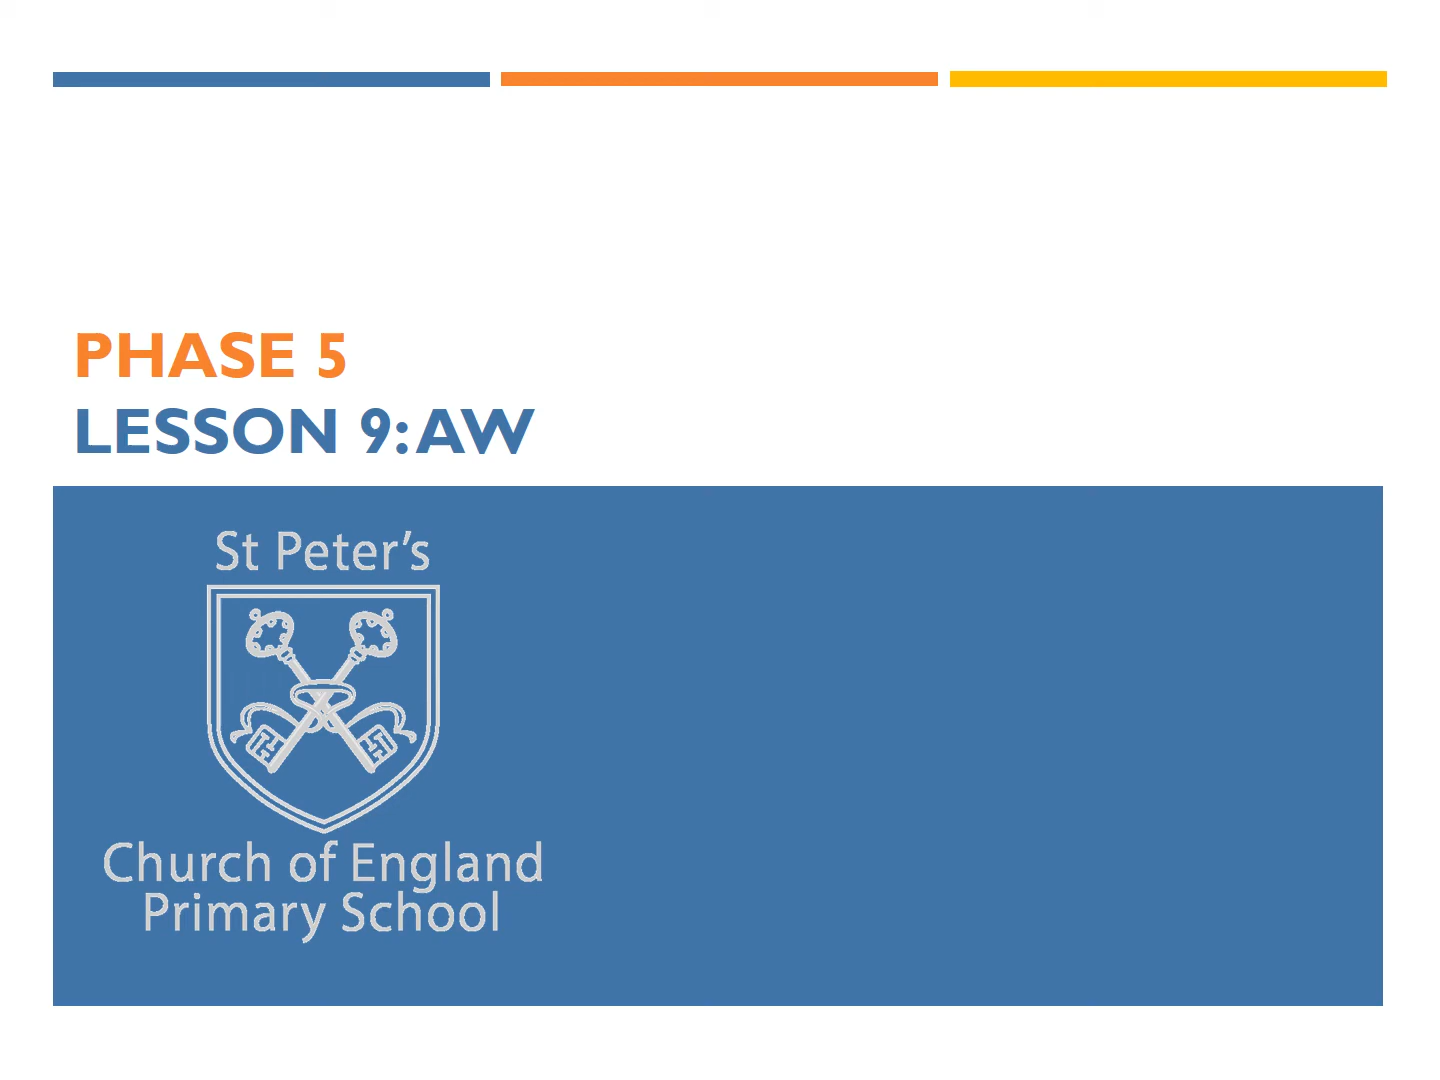 PHASE 5
LESSON 9: AW
St Peter's
Church of England
Primary School